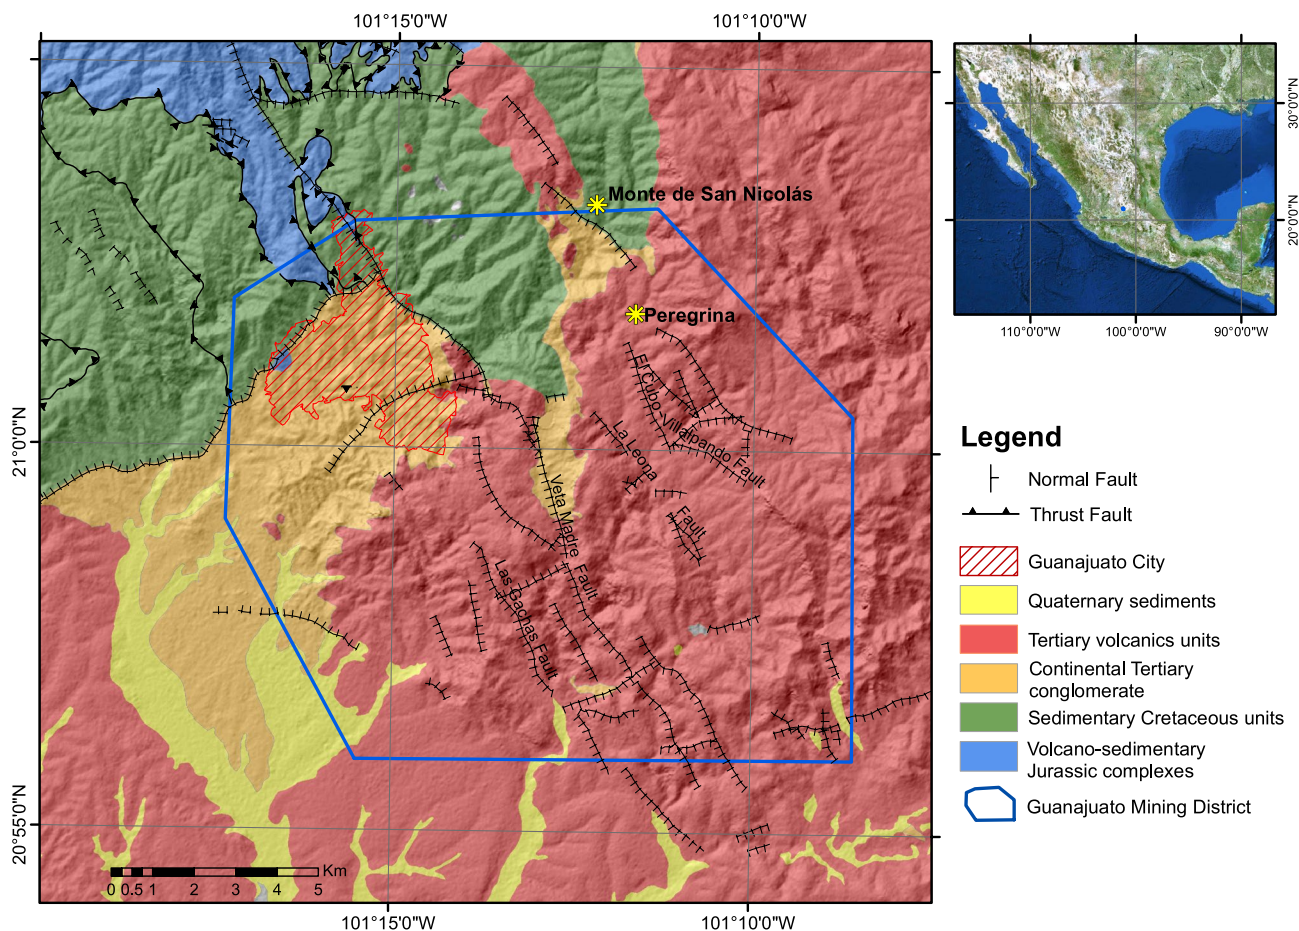 101°15'0"W
101°10'0"W
Monte de San Nicolás
Peregrina
El Cubo-Villalpando Fault
La Leona
Fault
Veta Madre Fault
Las Gachas Fault
21°0'0"N
20°55'0"N
Km
0 0.5 1 2 3 4 5
101°15'0"W
101°10'0"W
30°0'0"N
20°0'0"N
110°0'0"W
100°0'0"W
90°0'0"W
Legend
Normal Fault
Thrust Fault
Guanajuato City
Quaternary sediments
Tertiary volcanics units
Continental Tertiary
conglomerate
Sedimentary Cretaceous units
Volcano-sedimentary
Jurassic complexes
Guanajuato Mining District